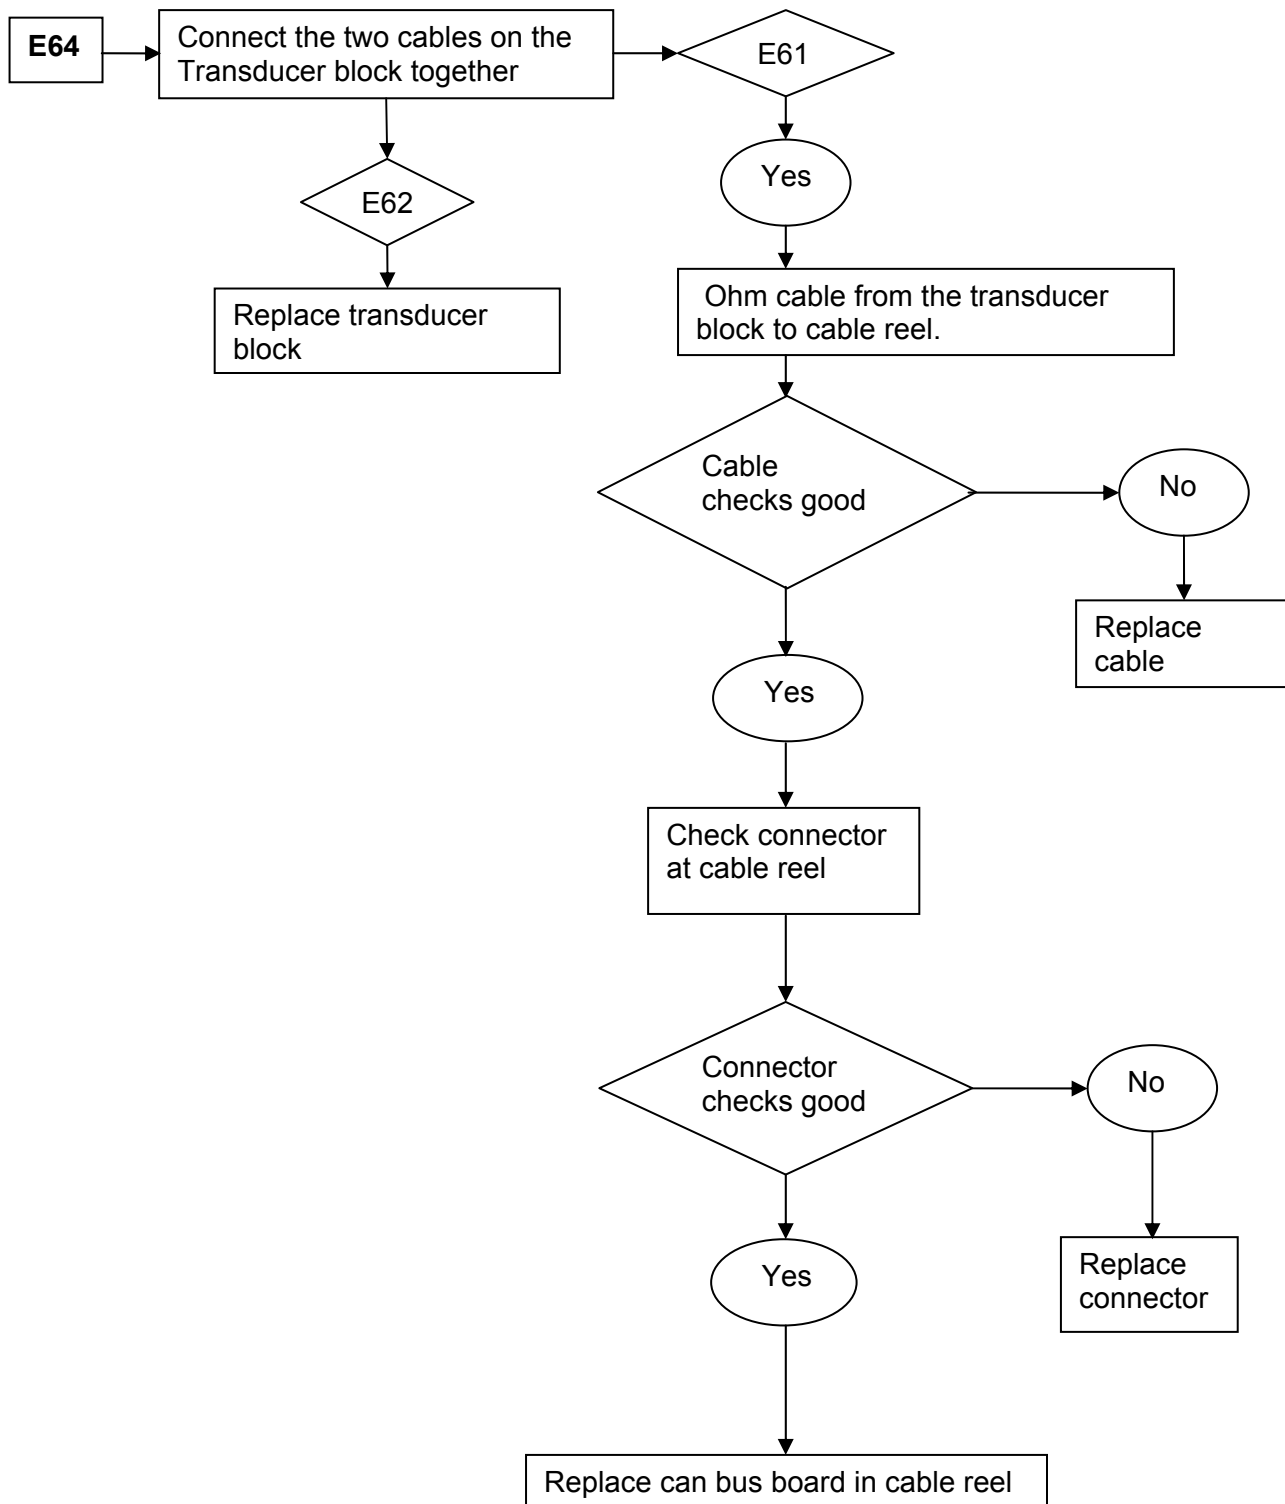 E64
Connect the two cables on the
Transducer block together
E61
Yes
E62
Ohm cable from the transducer
block to cable reel.
Replace transducer
block
Cable
checks good
No
Replace
cable
Yes
Check connector
at cable reel
Connector
checks good
No
Yes
Replace
connector
Replace can bus board in cable reel